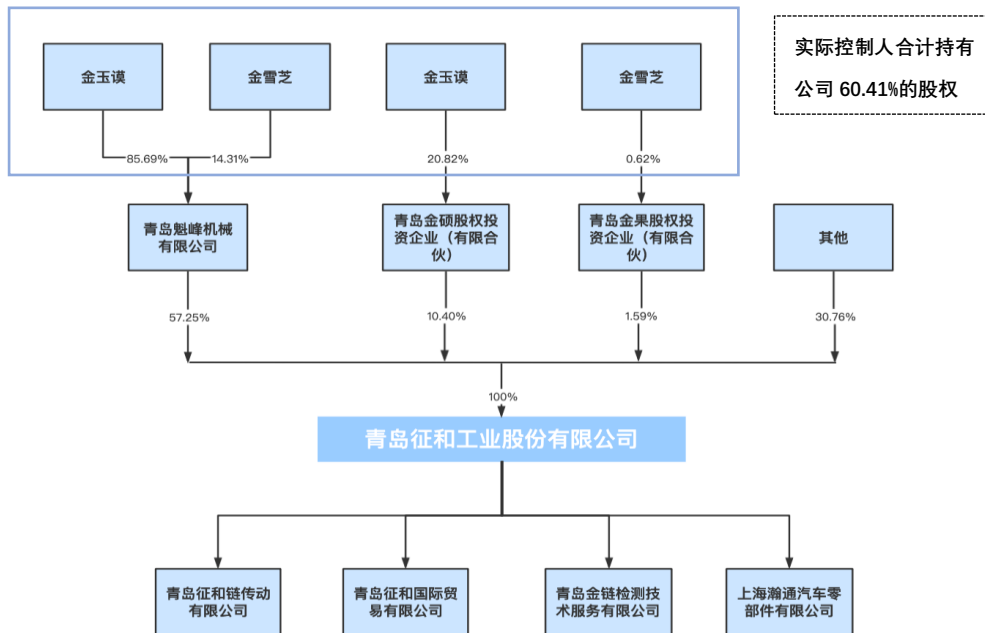 金玉谟
金雪芝
金玉谟
金雪芝
实际控制人合计持有
公司 60.41%的股权
85.69%
14.31%
20.82%
0.62%
青岛魁峰机械
有限公司
青岛金硕股权投
资企业（有限合
伙）
青岛金果股权投
资企业（有限合
伙）
其他
57.25%
10.40%
1.59%
30.76%
100%
青岛征和工业股份有限公司
青岛征和链传动
有限公司
青岛征和国际贸
易有限公司
青岛金链检测技
术服务有限公司
上海瀚通汽车零
部件有限公司